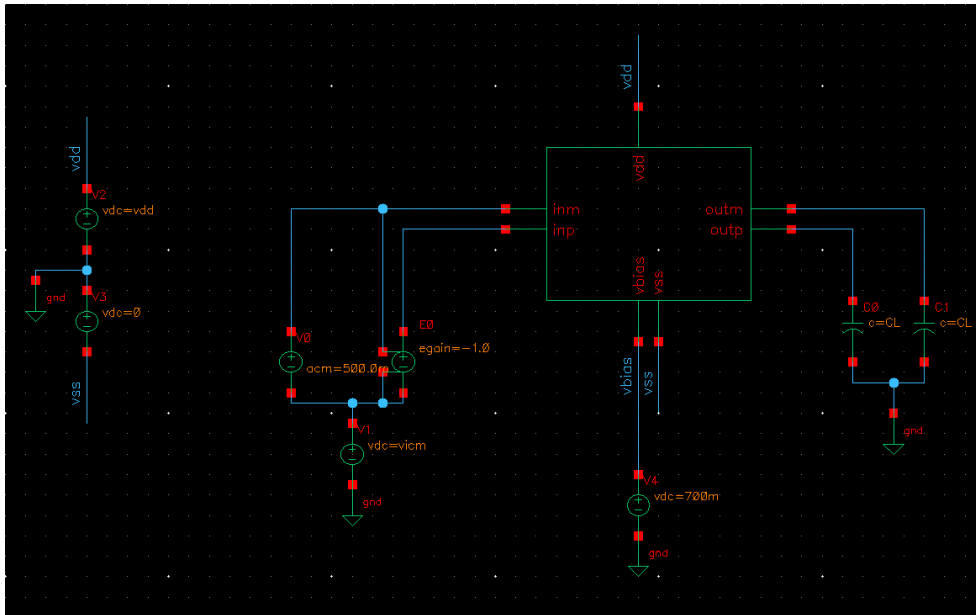 vdd
V2
vdc=vdd
gnd
V3
vdc=0
vss
V0
acm=500.0m
E0
egain=-1.0
V1
vdc=vicm
gnd
vdd
vdd
inm
inp
outm
outp
vbias
vss
vbias
vss
V4
vdc=700m
gnd
C0
c=CL
C1
c=CL
gnd